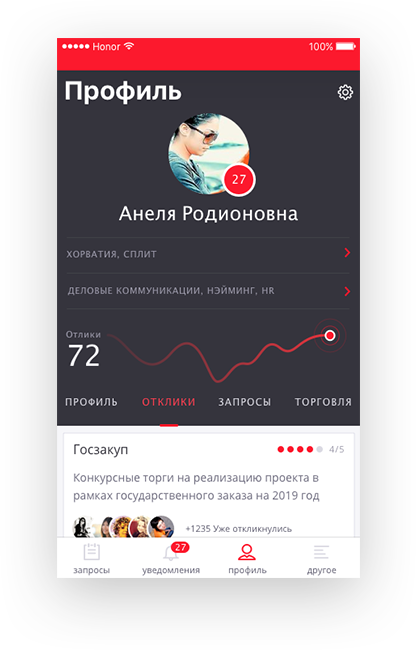 Honor 100%
Профиль
27
Анеля Родионовна
ХОРВАТИЯ, СПЛИТ
ДЕЛОВЫЕ КОММУНИКАЦИИ, НЭЙМИНГ, HR
Отлики
72
ПРОФИЛЬ ОТКЛИКИ ЗАПРОСЫ ТОРГОВЛЯ
Госзакуп 4/5
Конкурсные торги на реализацию проекта в
рамках государственного заказа на 2019 год
+1235 Уже откликнулись
27
запросы уведомления профиль другое